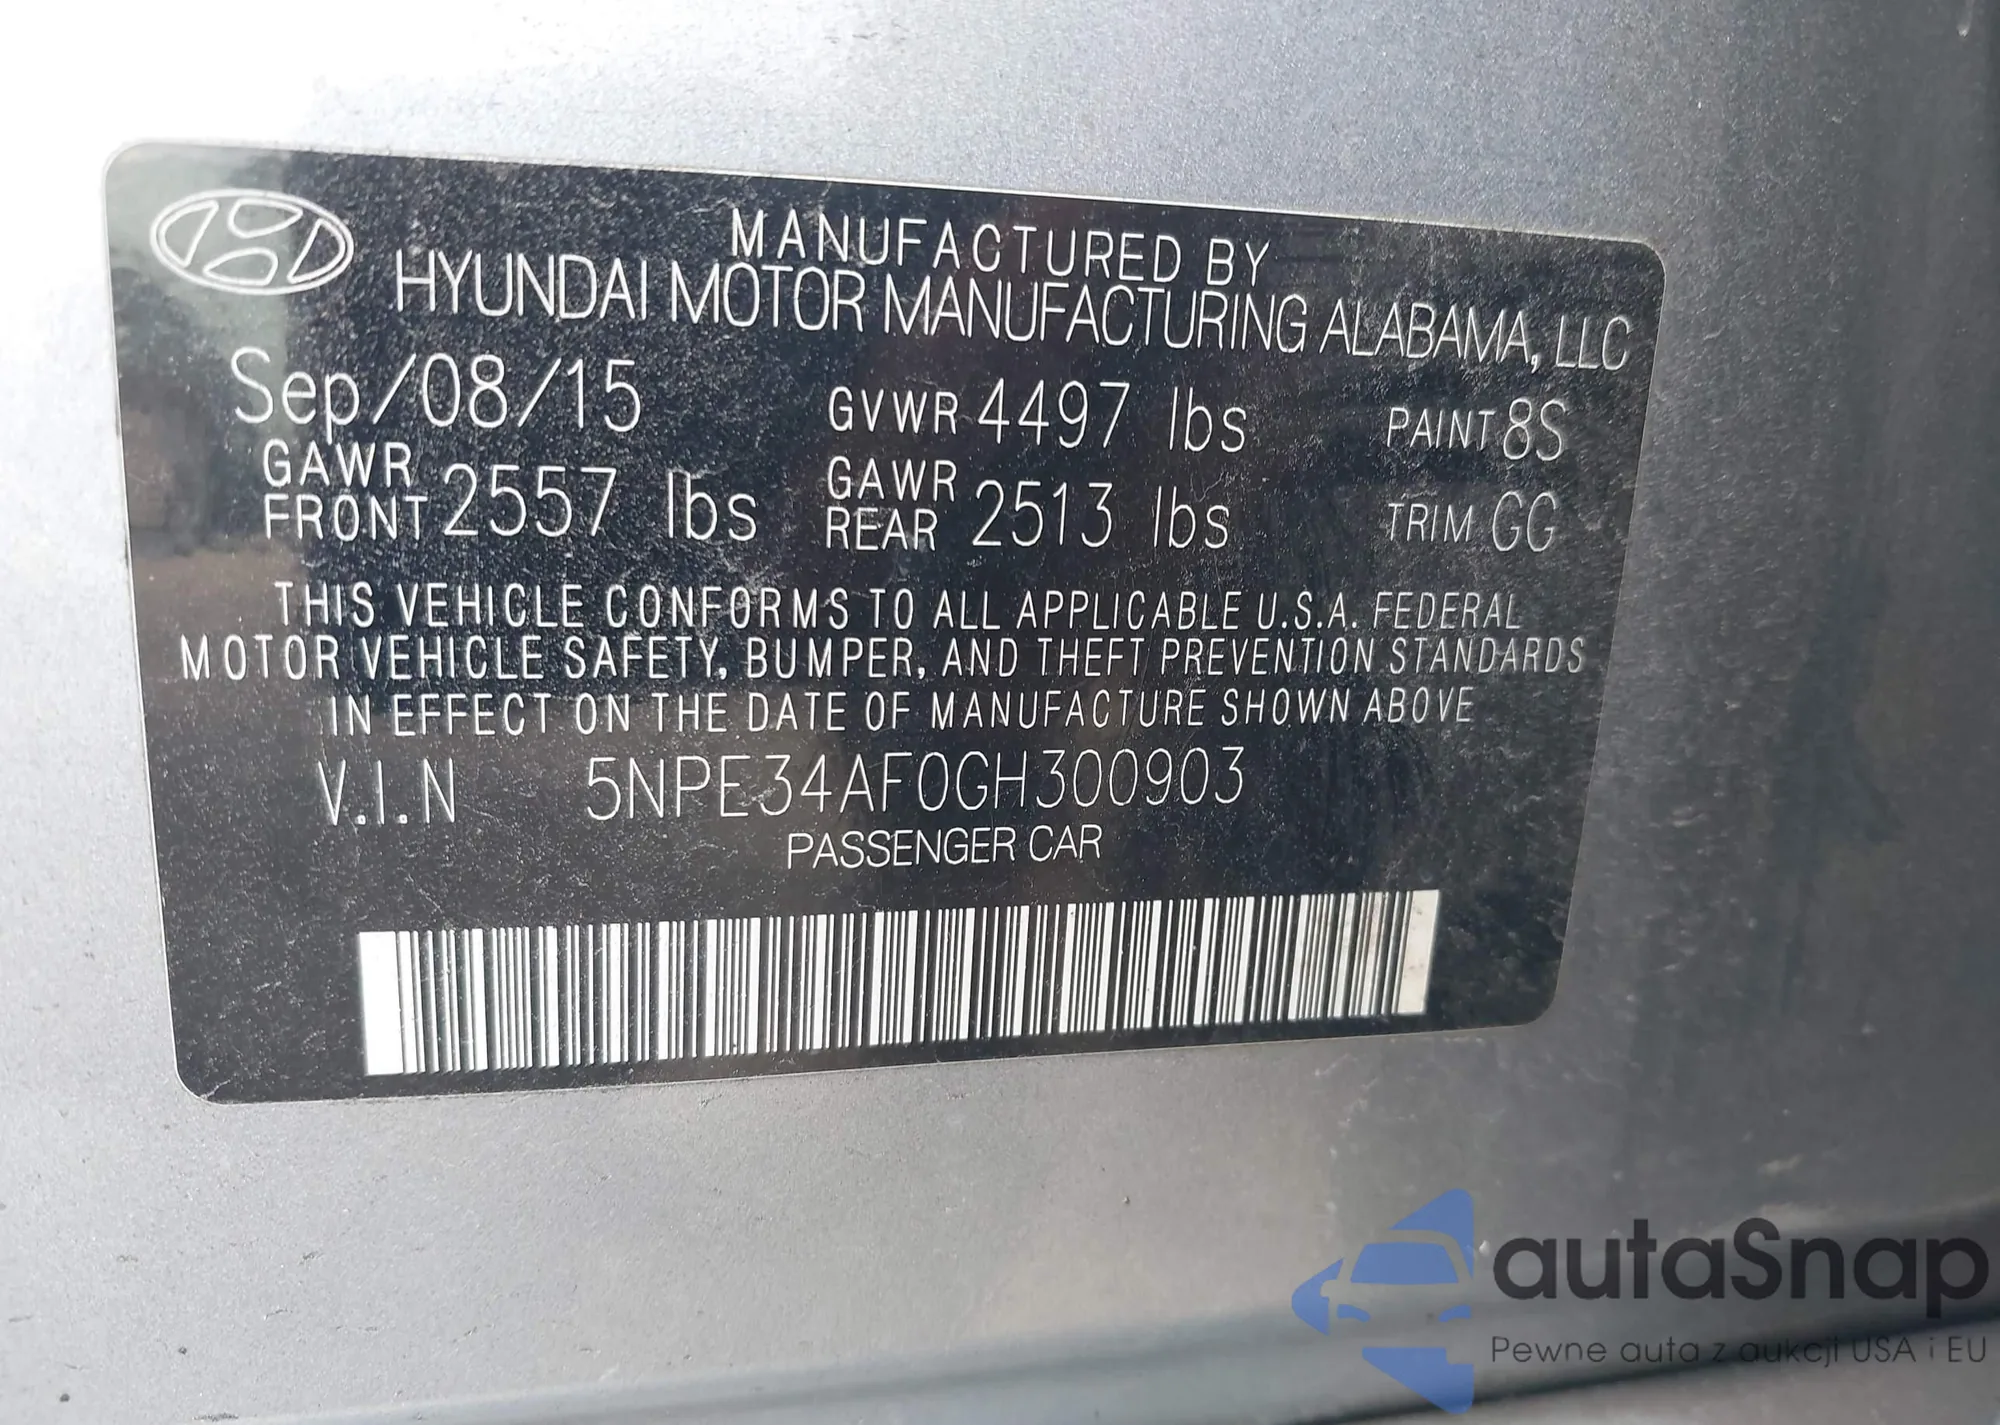 MANUFACTURED BY
HYUNDAI MOTOR MANUFACTURING ALABAMA, LLC
Sep/08/15 GVWR 4497 lbs PAINT 8S
GAWR FRONT 2557 lbs GAWR REAR 2513 lbs TRIM GG
THIS VEHICLE CONFORMS TO ALL APPLICABLE U.S.A. FEDERAL
MOTOR VEHICLE SAFETY, BUMPER, AND THEFT PREVENTION STANDARDS
IN EFFECT ON THE DATE OF MANUFACTURE SHOWN ABOVE
V.I.N 5NPE34AF0GH300903
PASSENGER CAR
autaSnap
Pewne auta z aukcji USA i EU